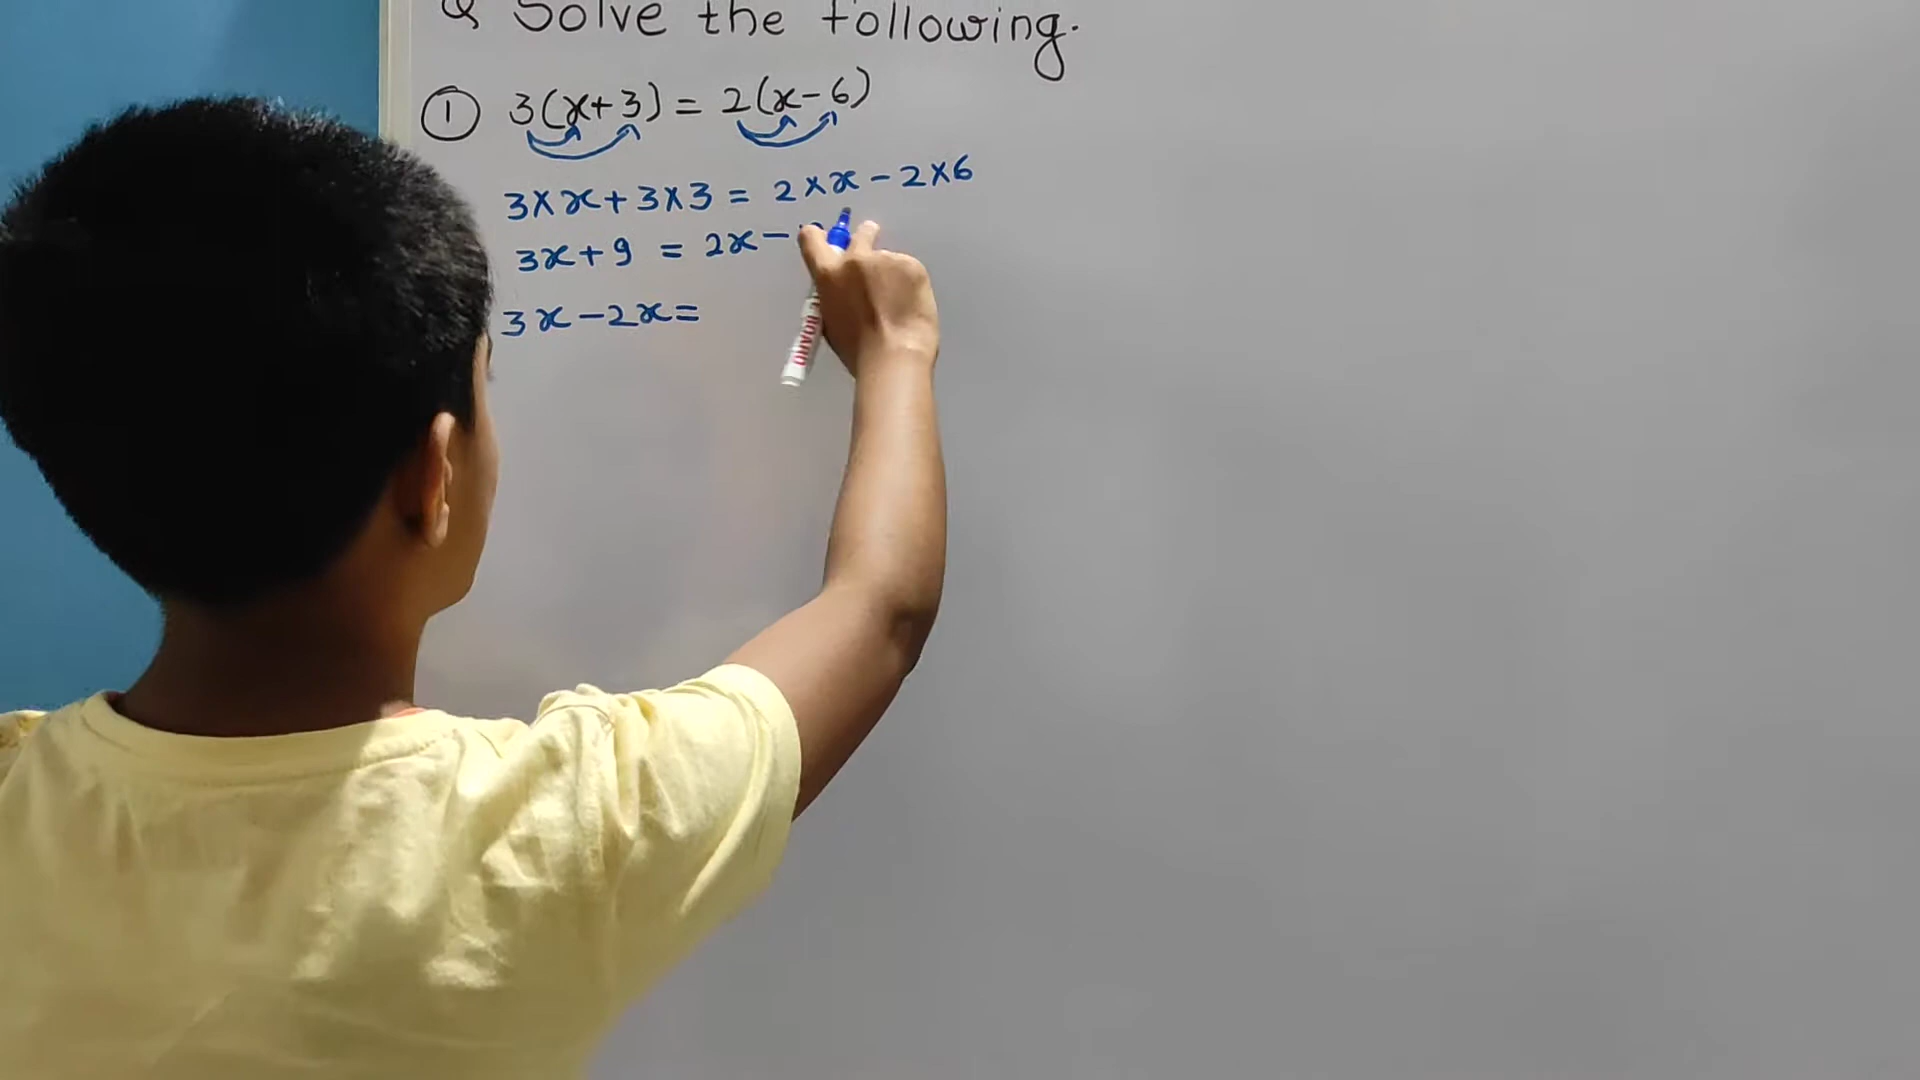 Q Solve the following.
① 3(x+3) = 2(x-6)
3×x+3×3 = 2×x-2×6
3x+9 = 2x-
3x-2x=